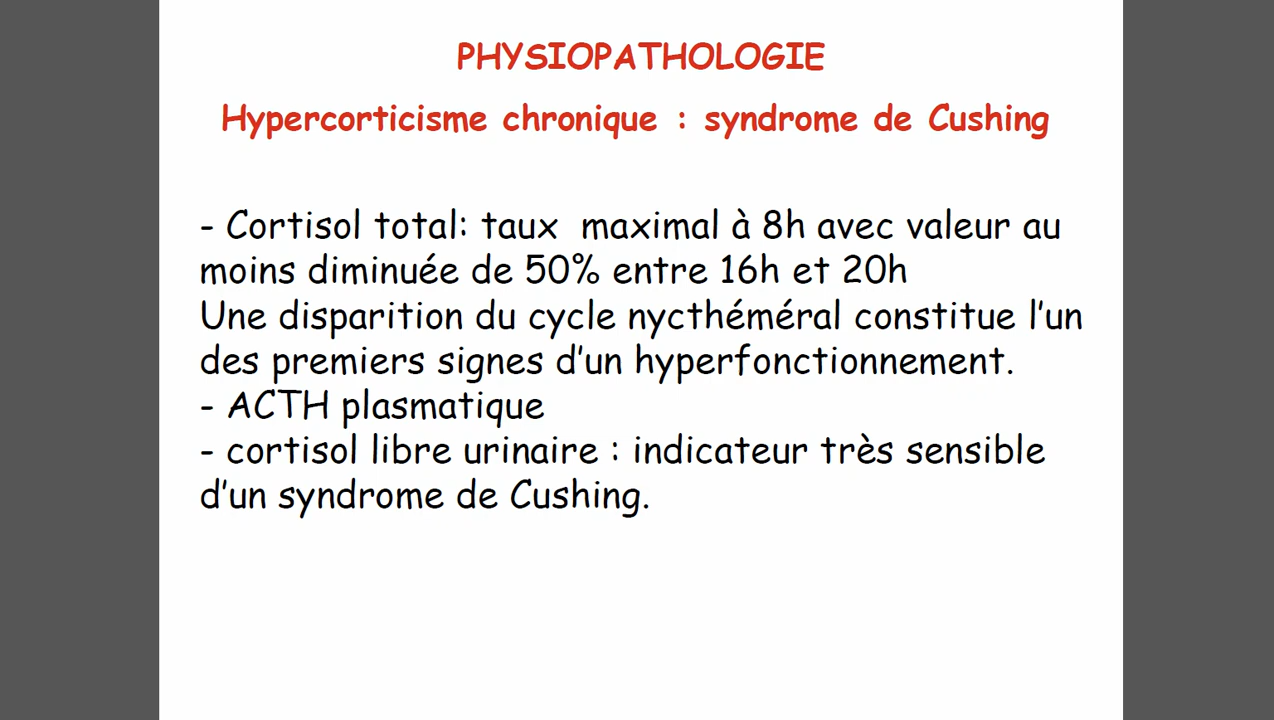 PHYSIOPATHOLOGIE
Hypercorticisme chronique : syndrome de Cushing
- Cortisol total: taux  maximal à 8h avec valeur au
moins diminuée de 50% entre 16h et 20h
Une disparition du cycle nycthéméral constitue l’un
des premiers signes d’un hyperfonctionnement.
- ACTH plasmatique
- cortisol libre urinaire : indicateur très sensible
d’un syndrome de Cushing.